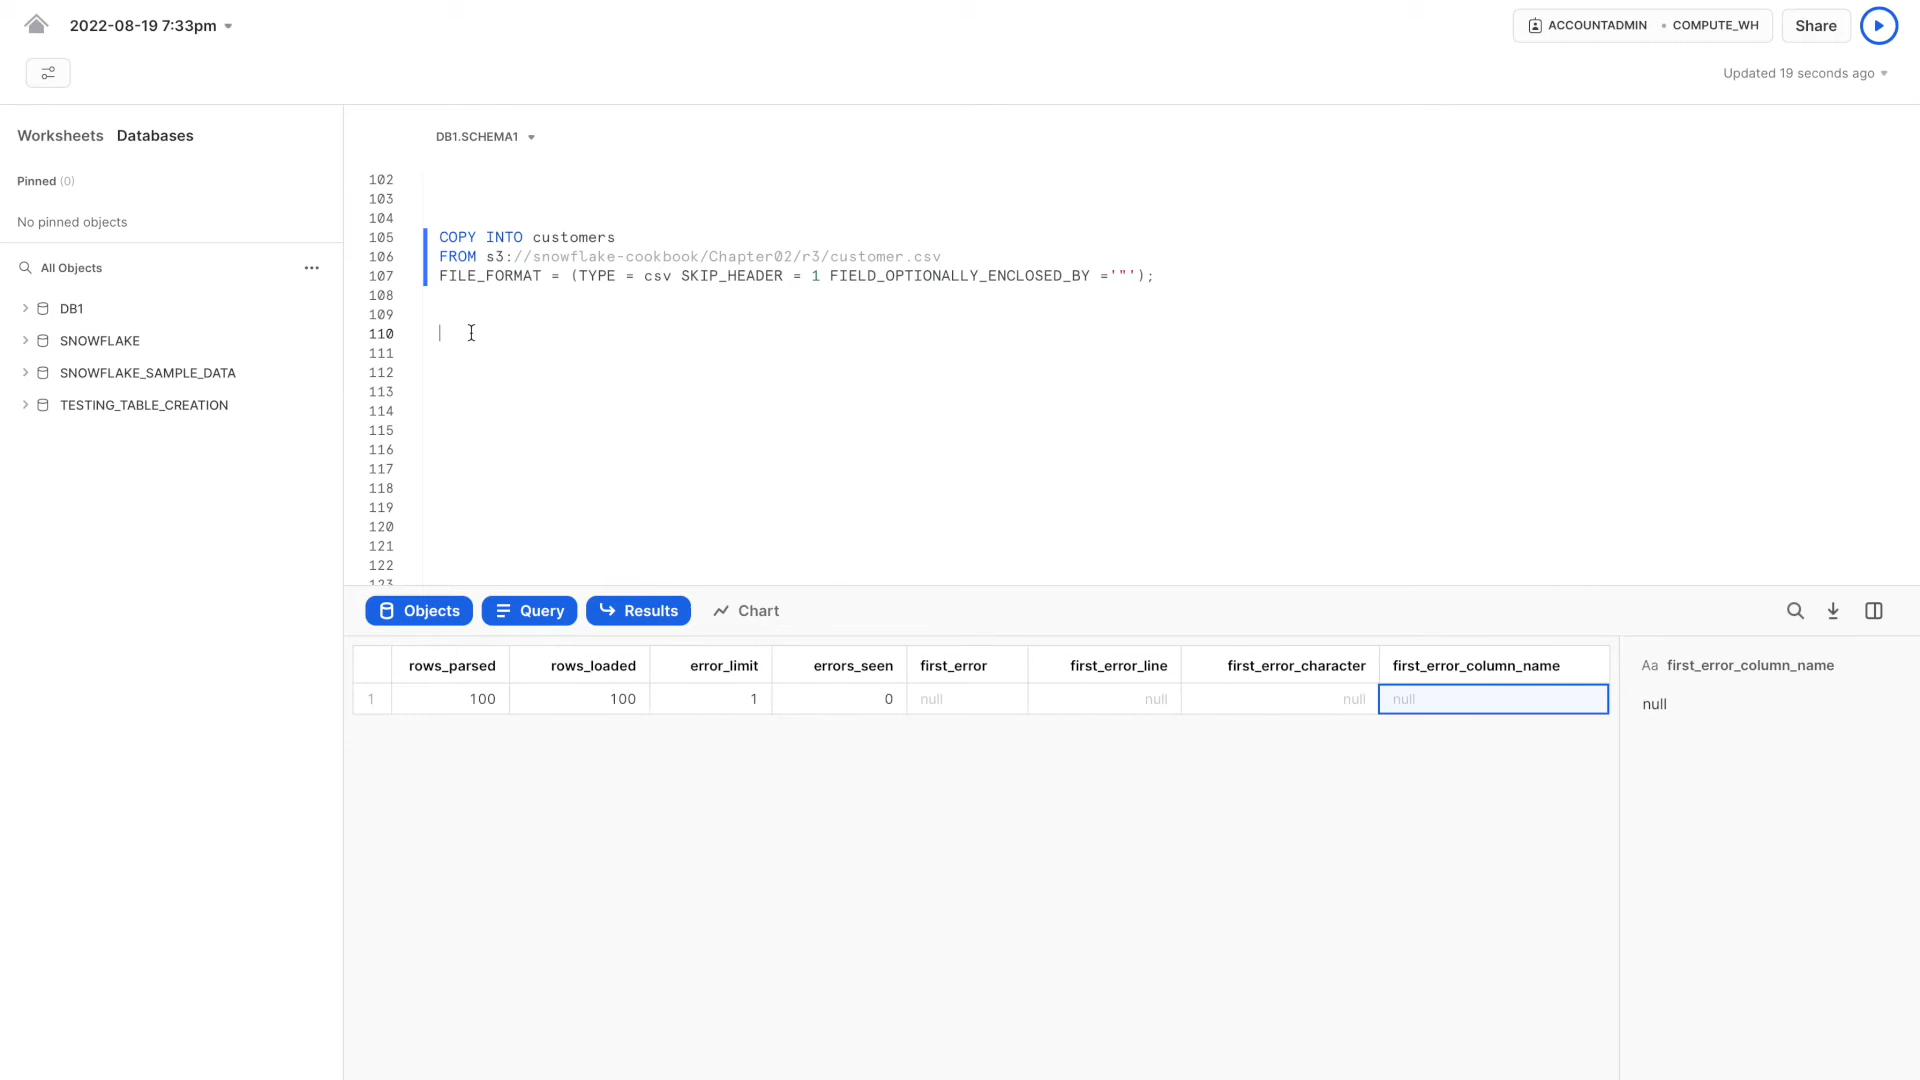 2022-08-19 7:33pm
ACCOUNTADMIN • COMPUTE_WH
Share
Updated 19 seconds ago
Worksheets Databases
Pinned (0)
No pinned objects
All Objects
DB1
SNOWFLAKE
SNOWFLAKE_SAMPLE_DATA
TESTING_TABLE_CREATION
DB1.SCHEMA1
102
103
104
105 COPY INTO customers
106 FROM s3://snowflake-cookbook/Chapter02/r3/customer.csv
107 FILE_FORMAT = (TYPE = csv SKIP_HEADER = 1 FIELD_OPTIONALLY_ENCLOSED_BY ='"');
108
109
110
111
112
113
114
115
116
117
118
119
120
121
122
123
Objects Query Results Chart
rows_parsed rows_loaded error_limit errors_seen first_error first_error_line first_error_character first_error_column_name
1 100 100 1 0 null null null null
Aa first_error_column_name
null